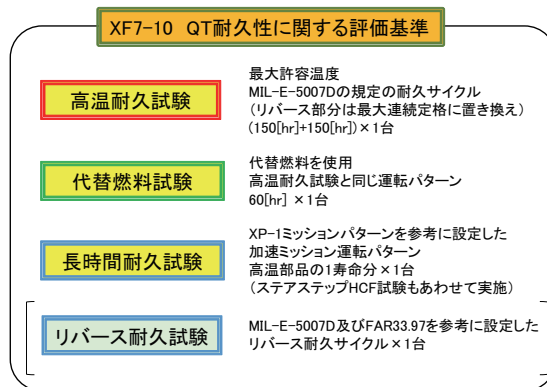 XF7-10 QT耐久性に関する評価基準
高温耐久試験
最大許容温度
MIL-E-5007Dの規定の耐久サイクル
(リバース部分は最大連続定格に置き換え)
(150[hr]+150[hr])×1台
代替燃料試験
代替燃料を使用
高温耐久試験と同じ運転パターン
60[hr] ×1台
長時間耐久試験
XP-1ミッションパターンを参考に設定した
加速ミッション運転パターン
高温部品の1寿命分×1台
(ステアステップHCF試験もあわせて実施)
リバース耐久試験
MIL-E-5007D及びFAR33.97を参考に設定した
リバース耐久サイクル×1台